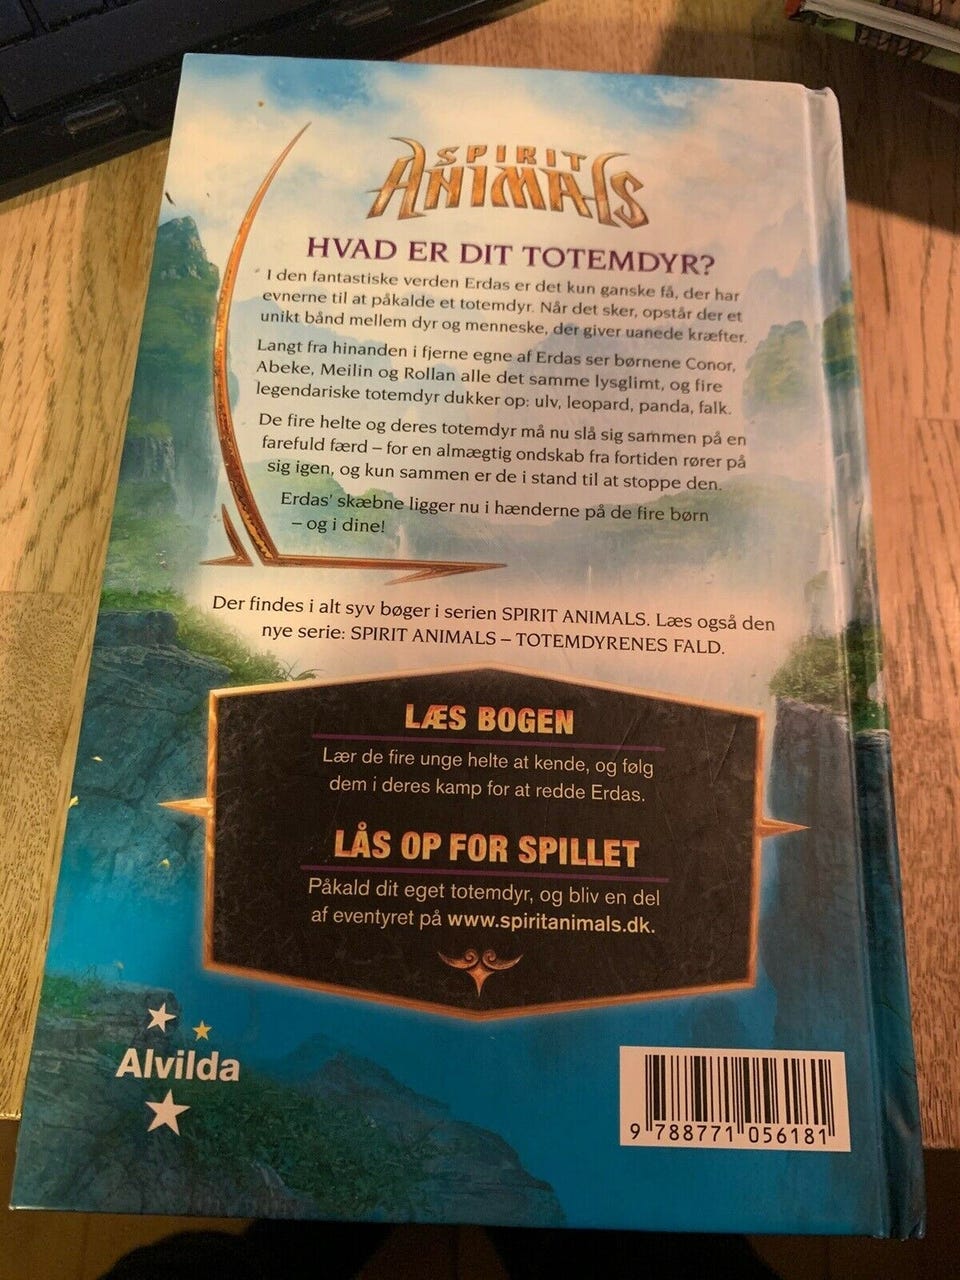 SPIRIT
ANIMALS
HVAD ER DIT TOTEMDYR?
I den fantastiske verden Erdas er det kun ganske få, der har
evnerne til at påkalde et totemdyr. Når det sker, opstår der et
unikt bånd mellem dyr og menneske, der giver uanede kræfter.
Langt fra hinanden i fjerne egne af Erdas ser børnene Conor,
Abeke, Meilin og Rollan alle det samme lysglimt, og fire
legendariske totemdyr dukker op: ulv, leopard, panda, falk.
De fire helte og deres totemdyr må nu slå sig sammen på en
farefuld færd – for en almægtig ondskab fra fortiden rører på
sig igen, og kun sammen er de i stand til at stoppe den.
Erdas' skæbne ligger nu i hænderne på de fire børn
– og i dine!
Der findes i alt syv bøger i serien SPIRIT ANIMALS. Læs også den
nye serie: SPIRIT ANIMALS – TOTEMDYRENES FALD.
LÆS BOGEN
Lær de fire unge helte at kende, og følg
dem i deres kamp for at redde Erdas.
LÅS OP FOR SPILLET
Påkald dit eget totemdyr, og bliv en del
af eventyret på www.spiritanimals.dk.
Alvilda
9 788771 056181